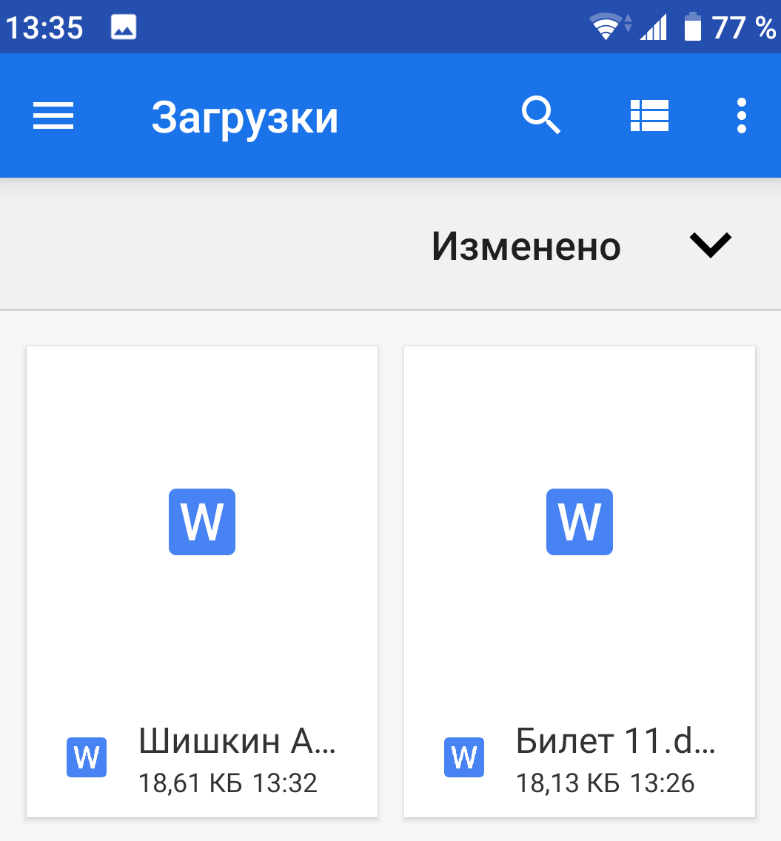 13:35 77 %
Загрузки
Изменено
W W
W Шишкин А... W Билет 11.d...
18,61 КБ 13:32 18,13 КБ 13:26